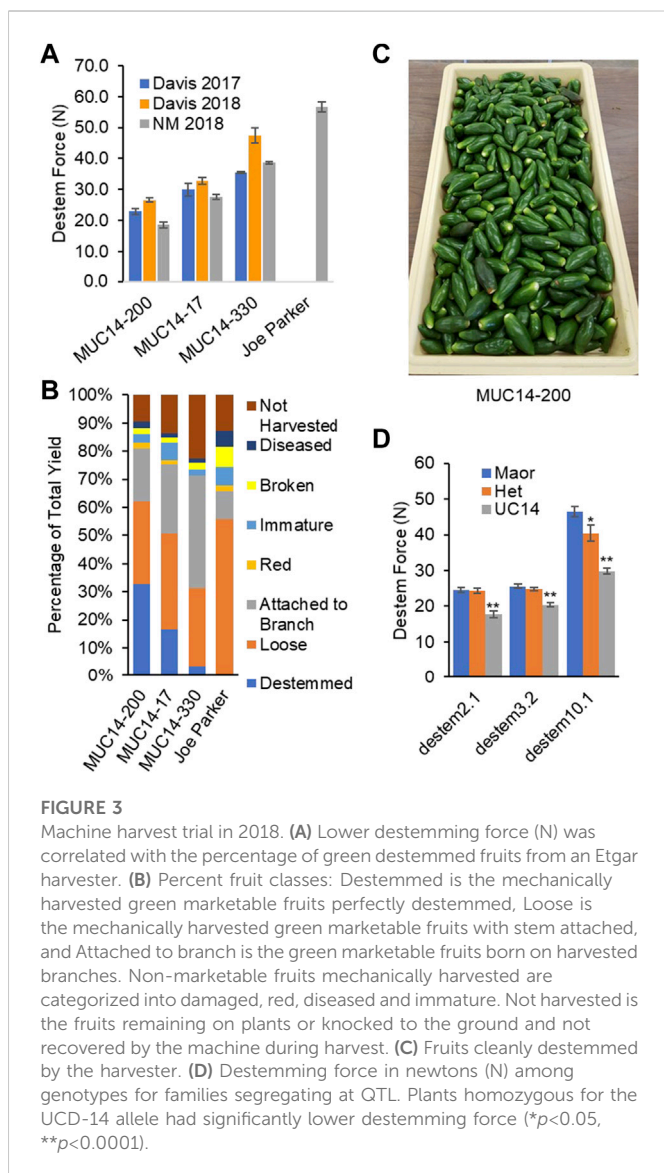 A
70.0
60.0
50.0
40.0
30.0
20.0
10.0
0.0
Destem Force (N)
Davis 2017
Davis 2018
NM 2018
MUC14-200
MUC14-17
MUC14-330
Joe Parker
C
MUC14-200
B
100%
90%
80%
70%
60%
50%
40%
30%
20%
10%
0%
Percentage of Total Yield
Not
Harvested
Diseased
Broken
Immature
Red
Attached to
Branch
Loose
Destemmed
MUC14-200
MUC14-17
MUC14-330
Joe Parker
D
60
50
40
30
20
10
0
Destem Force (N)
Maor
Het
UC14
**
**
*
**
destem2.1
destem3.2
destem10.1
FIGURE 3
Machine harvest trial in 2018. (A) Lower destemming force (N) was
correlated with the percentage of green destemmed fruits from an Etgar
harvester. (B) Percent fruit classes: Destemmed is the mechanically
harvested green marketable fruits perfectly destemmed, Loose is
the mechanically harvested green marketable fruits with stem attached,
and Attached to branch is the green marketable fruits born on harvested
branches. Non-marketable fruits mechanically harvested are
categorized into damaged, red, diseased and immature. Not harvested is
the fruits remaining on plants or knocked to the ground and not
recovered by the machine during harvest. (C) Fruits cleanly destemmed
by the harvester. (D) Destemming force in newtons (N) among
genotypes for families segregating at QTL. Plants homozygous for the
UCD-14 allele had significantly lower destemming force (*p<0.05,
**p<0.0001).